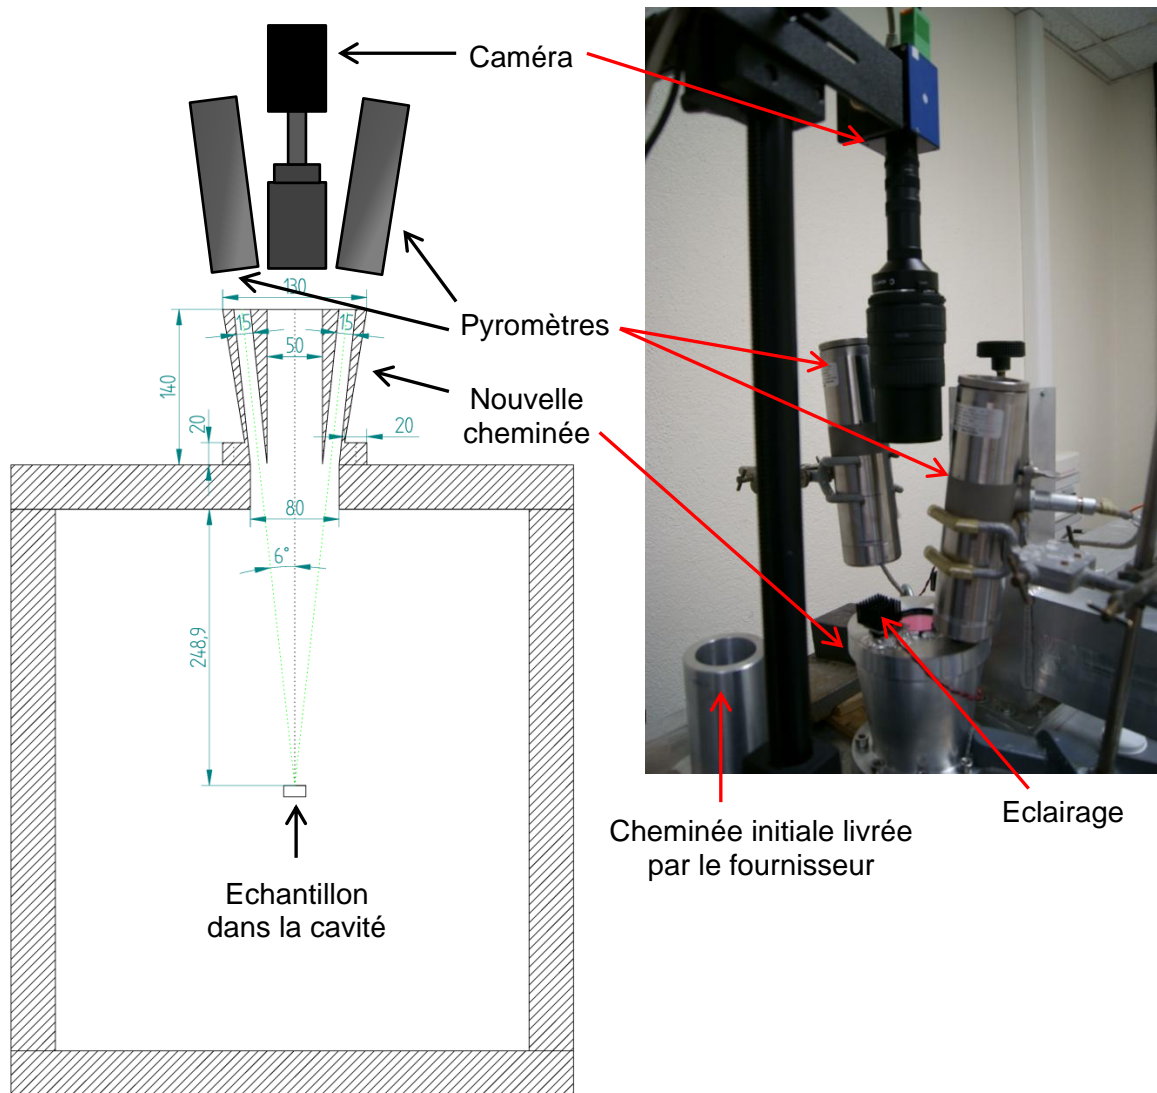 Caméra
130
15
15
50
140
Pyromètres
Nouvelle
cheminée
20
20
80
6°
248,9
Echantillon
dans la cavité
Cheminée initiale livrée
par le fournisseur
Eclairage